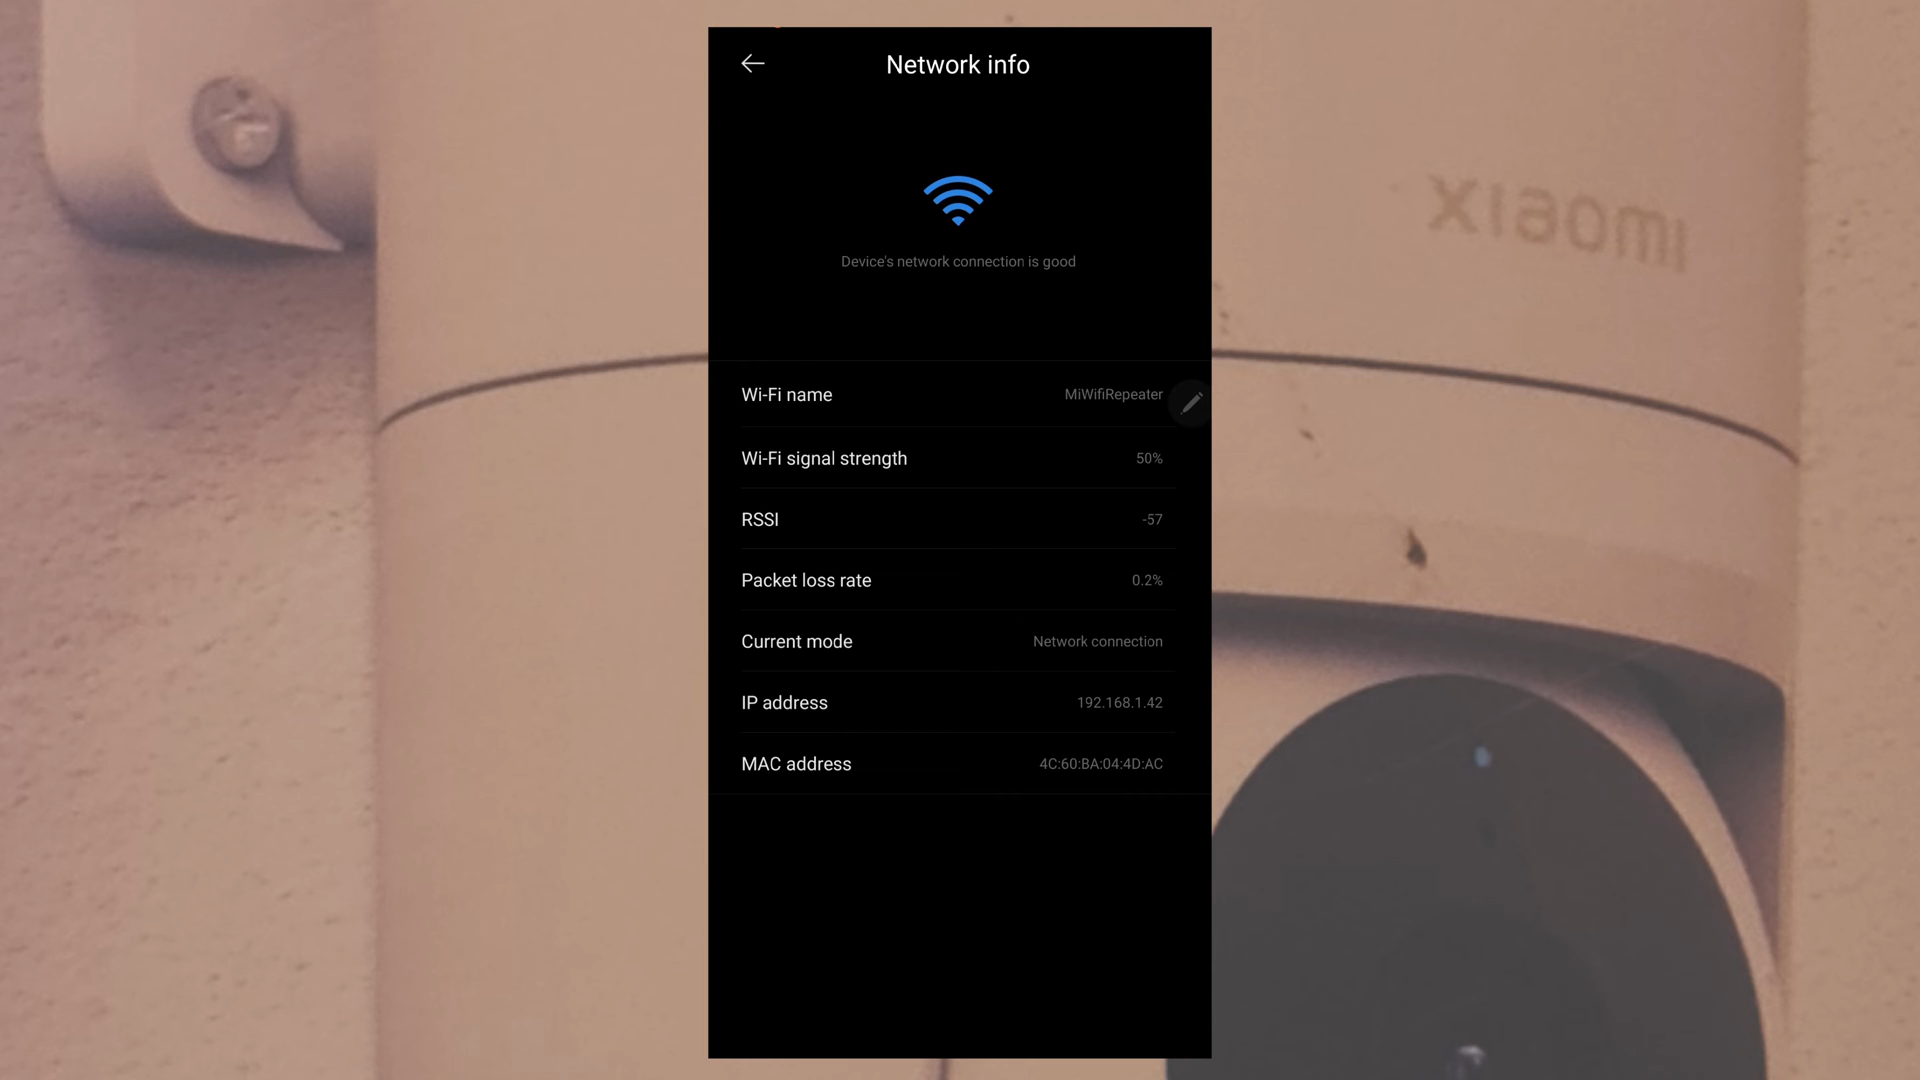 Network info
Device's network connection is good
Wi-Fi name MiWifiRepeater
Wi-Fi signal strength 50%
RSSI -57
Packet loss rate 0.2%
Current mode Network connection
IP address 192.168.1.42
MAC address 4C:60:BA:04:4D:AC
xiaomi